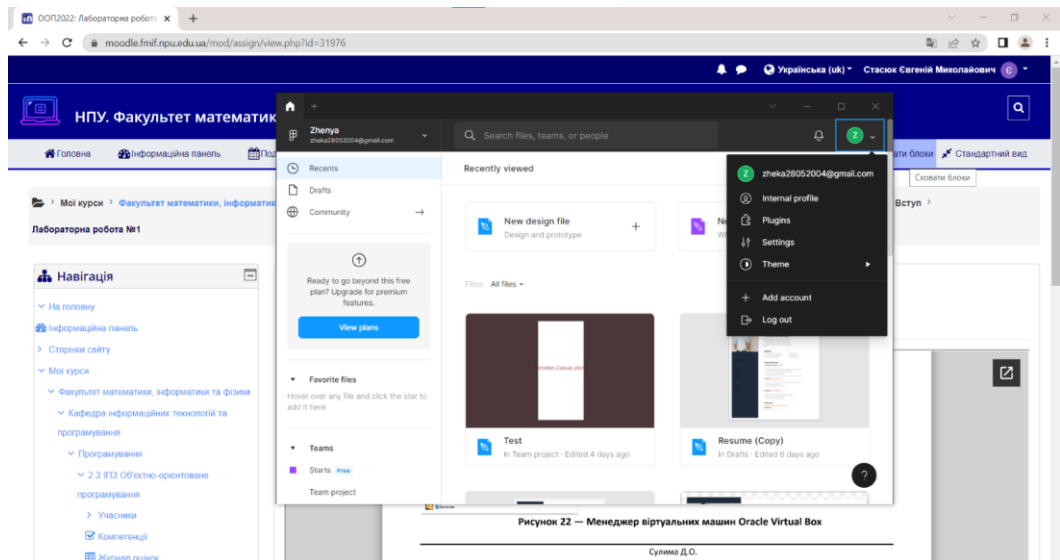 ООП2022: Лабораторна робота
moodle.fmif.npu.edu.ua/mod/assign/view.php?id=31976
Українська (uk)
Стасюк Євгеній Миколайович
Є
НПУ. Факультет математик
Головна
Інформаційна панель
Под
ати блоки
Стандартний вид
Сховати блоки
Мої курси
Факультет математики, інформатик
Вступ
Лабораторна робота №1
Навігація
На головну
Інформаційна панель
Сторінки сайту
Мої курси
Факультет математики, інформатики та фізики
Кафедра інформаційних технологій та
програмування
Програмування
2.3 ІПЗ Об'єктно-орієнтоване
програмування
Учасники
Компетенції
Журнал оцінок
Zhenya
zheka28052004@gmail.com
Search files, teams, or people
Z
Recents
Drafts
Community
Ready to go beyond this free
plan? Upgrade for premium
features.
View plans
Favorite files
Hover over any file and click the star to
add it here
Teams
Starts Free
Team project
Recently viewed
New design file
Design and prototype
Ne
Wh
Filter: All files
Test
In Team project · Edited 4 days ago
Resume (Copy)
In Drafts · Edited 6 days ago
?
Z zheka28052004@gmail.com
Internal profile
Plugins
Settings
Theme
Add account
Log out
Рисунок 22 — Менеджер віртуальних машин Oracle Virtual Box
Сулима Д.О.